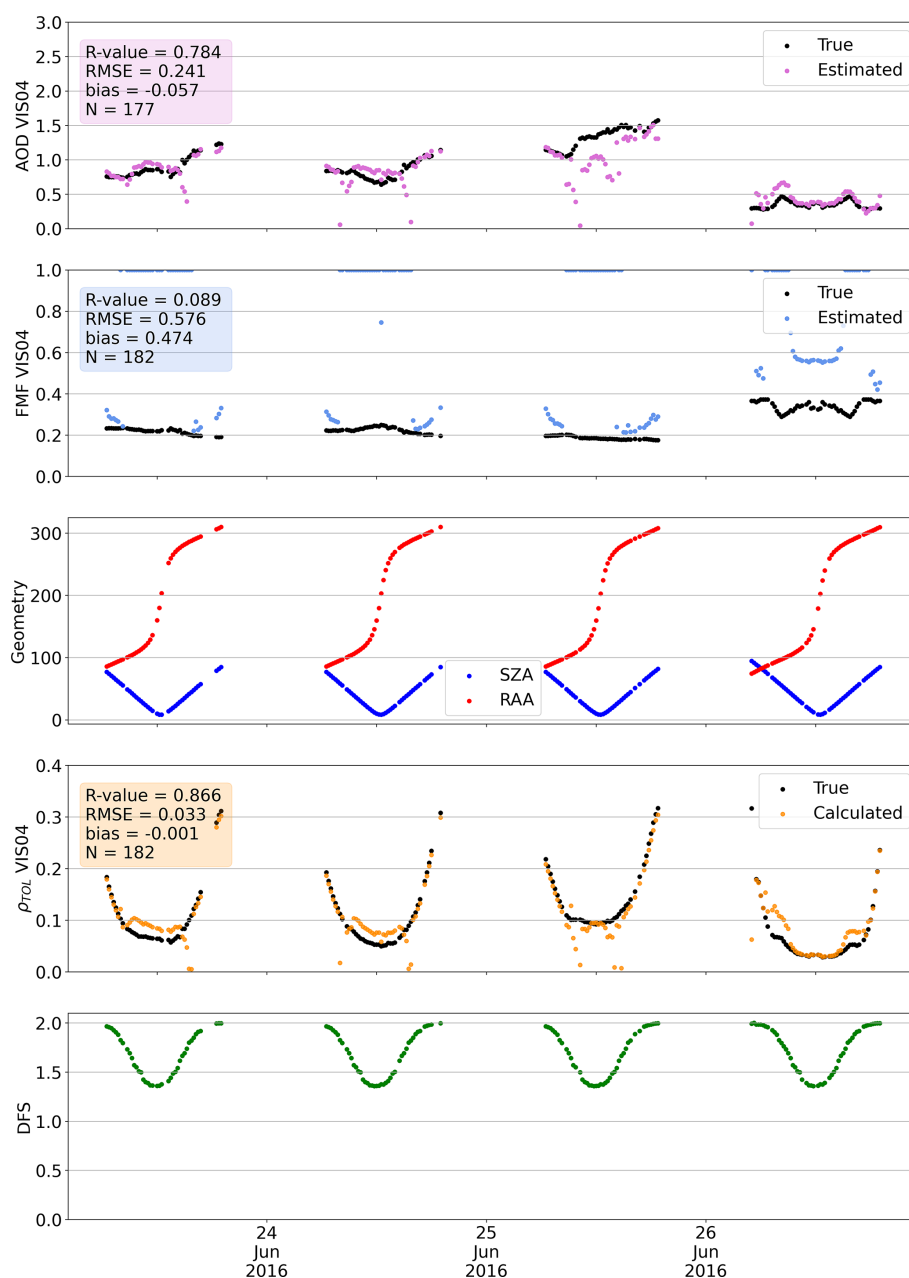 3.0
2.5
2.0
1.5
1.0
0.5
0.0
AOD VIS04
R-value = 0.784
RMSE = 0.241
bias = -0.057
N = 177
True
Estimated
1.0
0.8
0.6
0.4
0.2
0.0
FMF VIS04
R-value = 0.089
RMSE = 0.576
bias = 0.474
N = 182
True
Estimated
300
200
100
0
Geometry
SZA
RAA
0.4
0.3
0.2
0.1
0.0
ρTOL VIS04
R-value = 0.866
RMSE = 0.033
bias = -0.001
N = 182
True
Calculated
2.0
1.5
1.0
0.5
0.0
DFS
24 25 26
Jun Jun Jun
2016 2016 2016